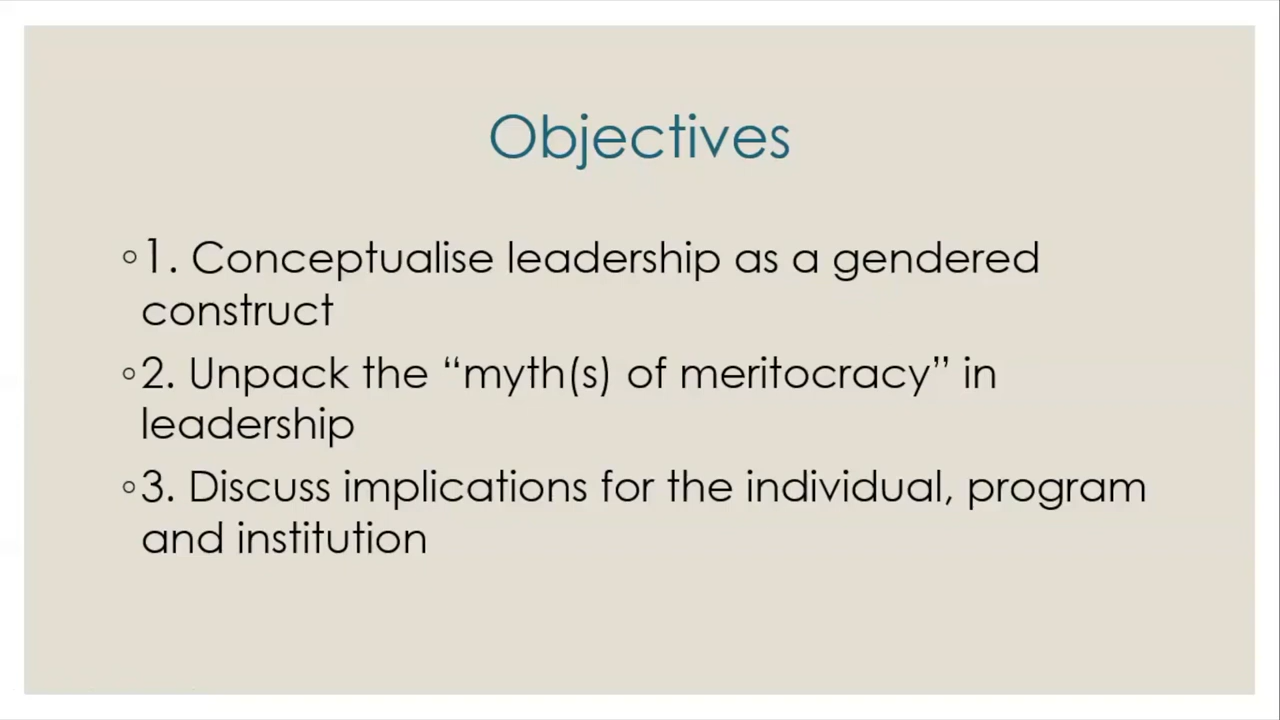 Objectives
◦1. Conceptualise leadership as a gendered
construct
◦2. Unpack the “myth(s) of meritocracy” in
leadership
◦3. Discuss implications for the individual, program
and institution